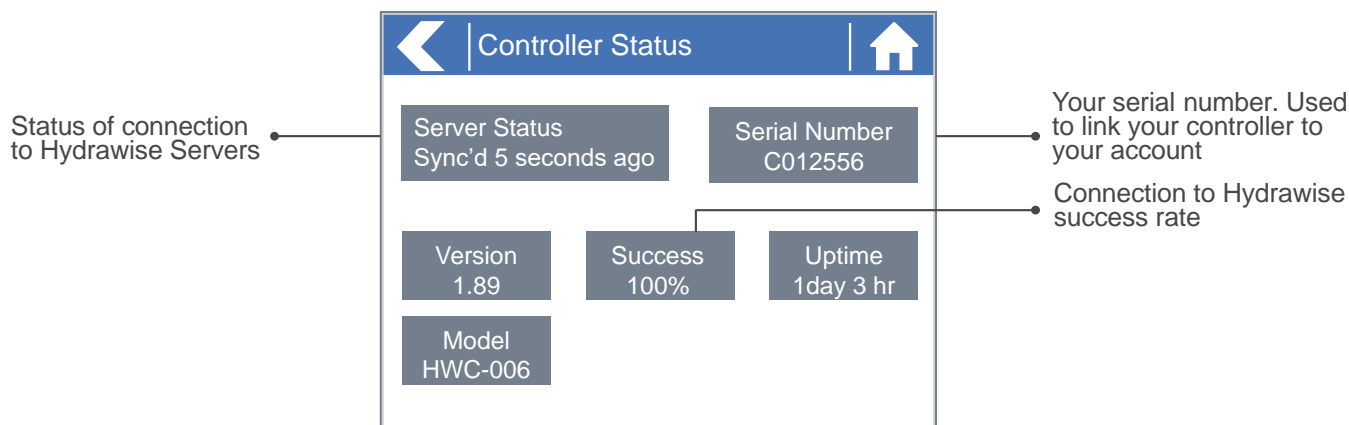 Controller Status
Status of connection
to Hydrawise Servers
Server Status
Sync’d 5 seconds ago
Serial Number
C012556
Your serial number. Used
to link your controller to
your account
Connection to Hydrawise
success rate
Version
1.89
Success
100%
Uptime
1day 3 hr
Model
HWC-006